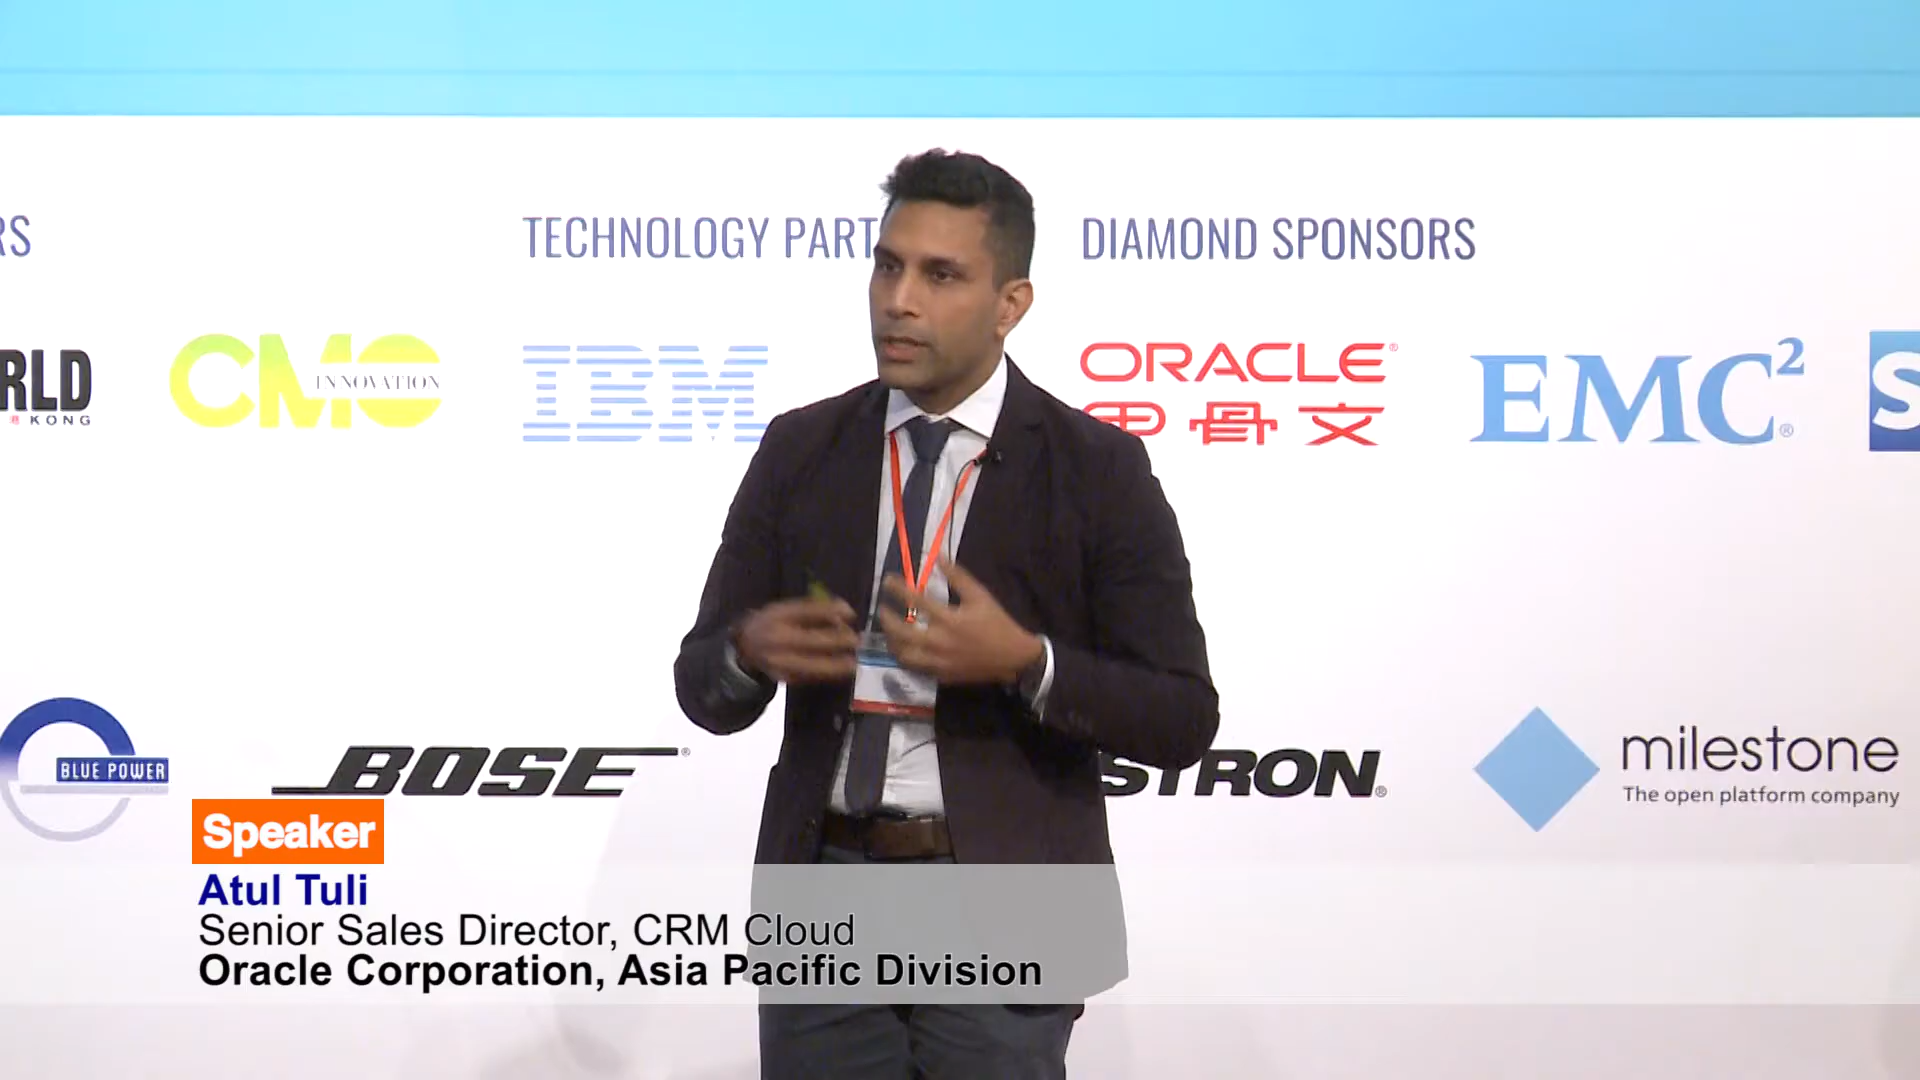 RS
TECHNOLOGY PART
DIAMOND SPONSORS
RLD
KONG
CMO
INNOVATION
IBM
ORACLE®
甲骨文
EMC²®
S
BLUE POWER
BOSE®
STRON®
milestone
The open platform company
Speaker
Atul Tuli
Senior Sales Director, CRM Cloud
Oracle Corporation, Asia Pacific Division